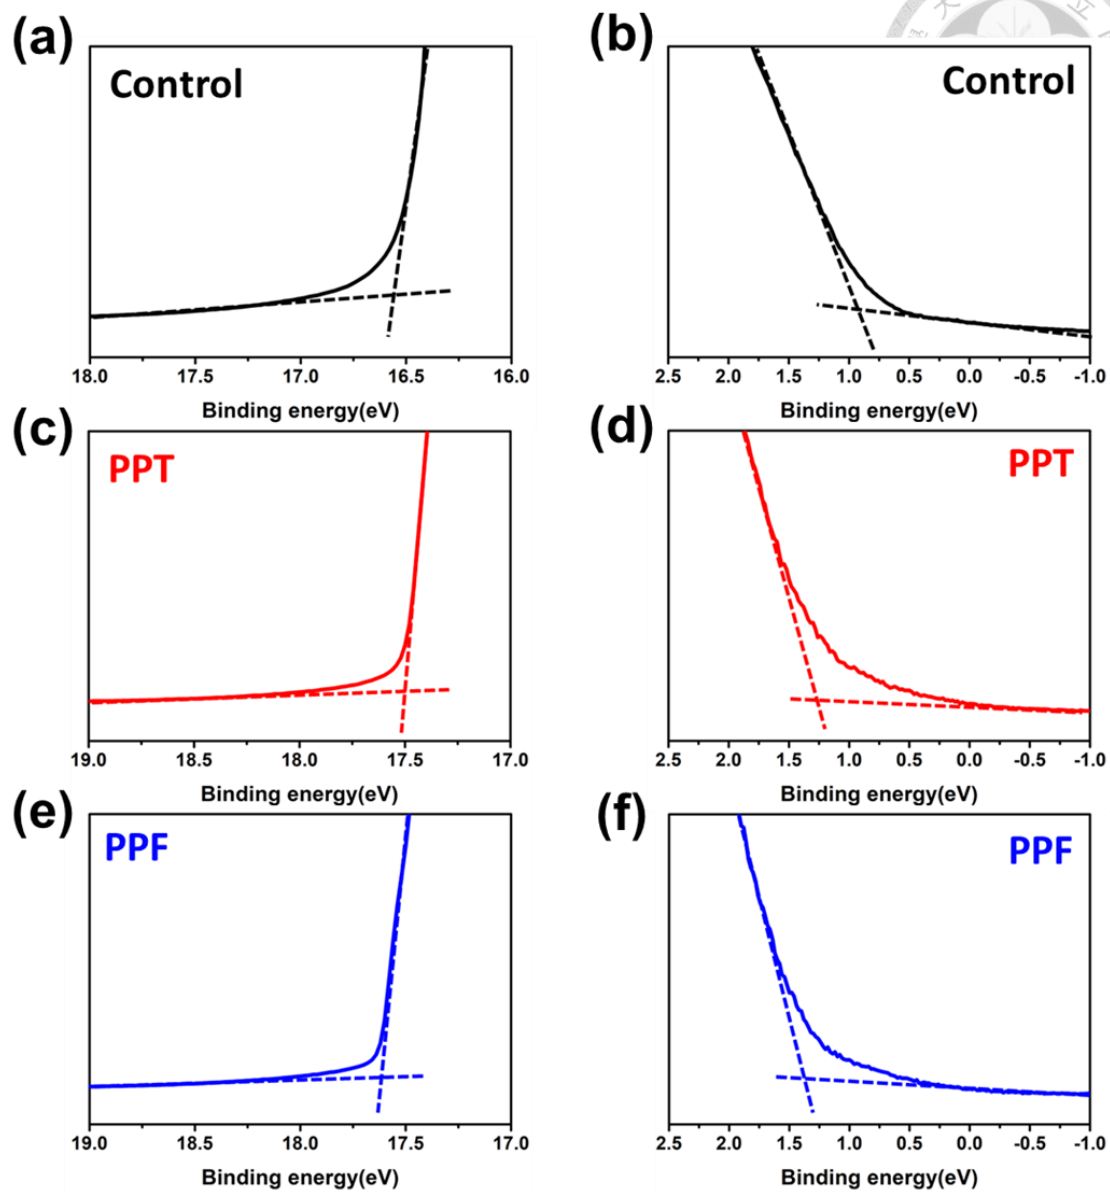 (a)
Control
18.0 17.5 17.0 16.5 16.0
Binding energy(eV)
(b)
Control
2.5 2.0 1.5 1.0 0.5 0.0 -0.5 -1.0
Binding energy(eV)
(c)
PPT
19.0 18.5 18.0 17.5 17.0
Binding energy(eV)
(d)
PPT
2.5 2.0 1.5 1.0 0.5 0.0 -0.5 -1.0
Binding energy(eV)
(e)
PPF
19.0 18.5 18.0 17.5 17.0
Binding energy(eV)
(f)
PPF
2.5 2.0 1.5 1.0 0.5 0.0 -0.5 -1.0
Binding energy(eV)
大
立